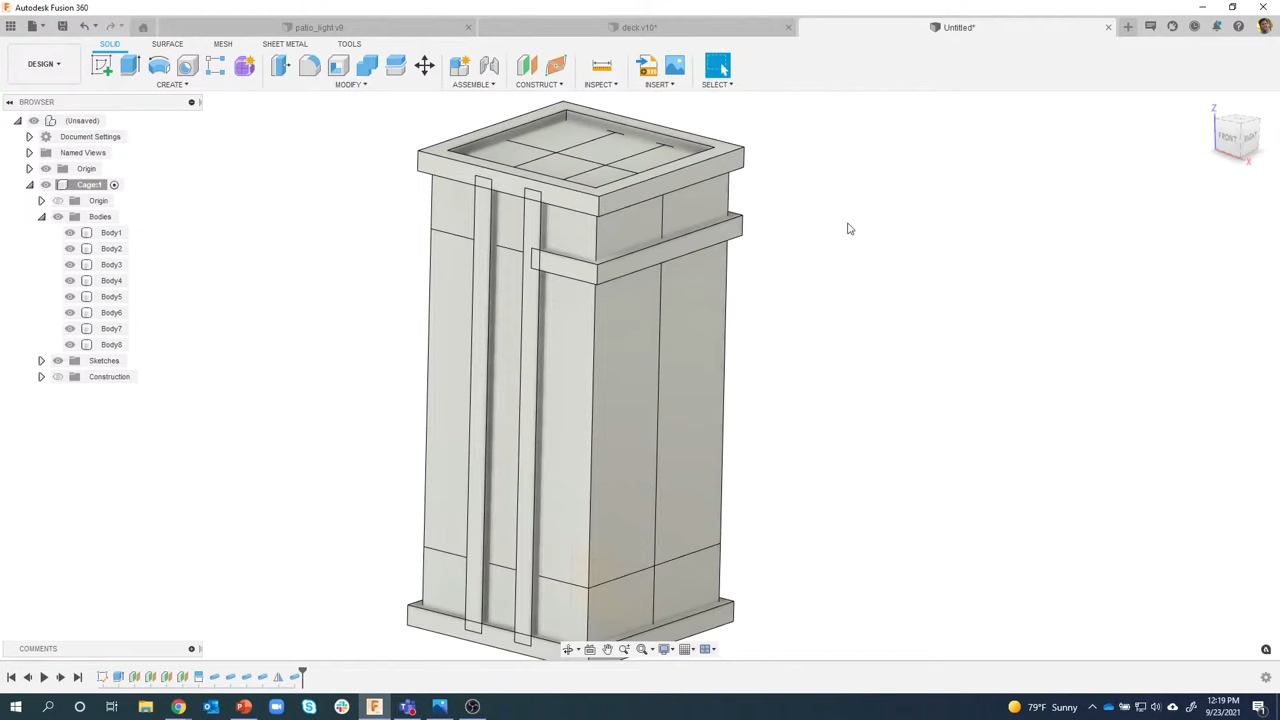 Autodesk Fusion 360
patio_light v9
deck v10*
Untitled*
SOLID
SURFACE
MESH
SHEET METAL
TOOLS
DESIGN
CREATE
MODIFY
ASSEMBLE
CONSTRUCT
INSPECT
INSERT
SELECT
BROWSER
(Unsaved)
Document Settings
Named Views
Origin
Cage:1
Origin
Bodies
Body1
Body2
Body3
Body4
Body5
Body6
Body7
Body8
Sketches
Construction
Z
FRONT
RIGHT
X
COMMENTS
79°F Sunny
12:19 PM
9/23/2021